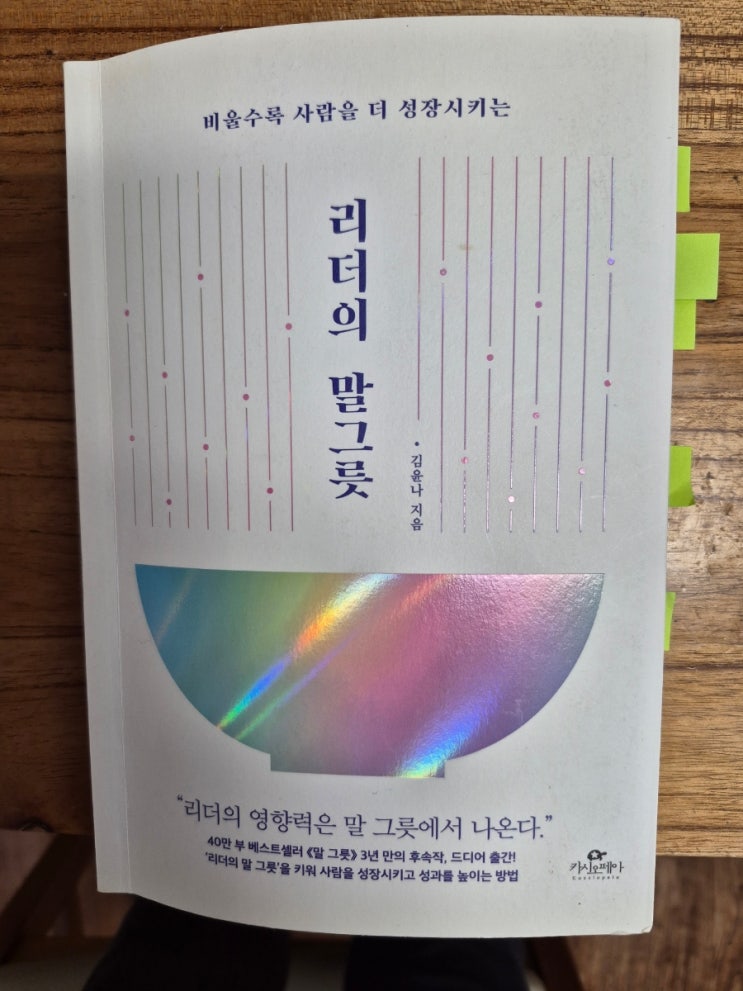 비울수록 사람을 더 성장시키는
리더의 말 그릇
• 김윤나 지음
“리더의 영향력은 말 그릇에서 나온다.”
40만 부 베스트셀러 《말 그릇》 3년 만의 후속작, 드디어 출간!
‘리더의 말 그릇’을 키워 사람을 성장시키고 성과를 높이는 방법
카시오페아
Cassiopeia